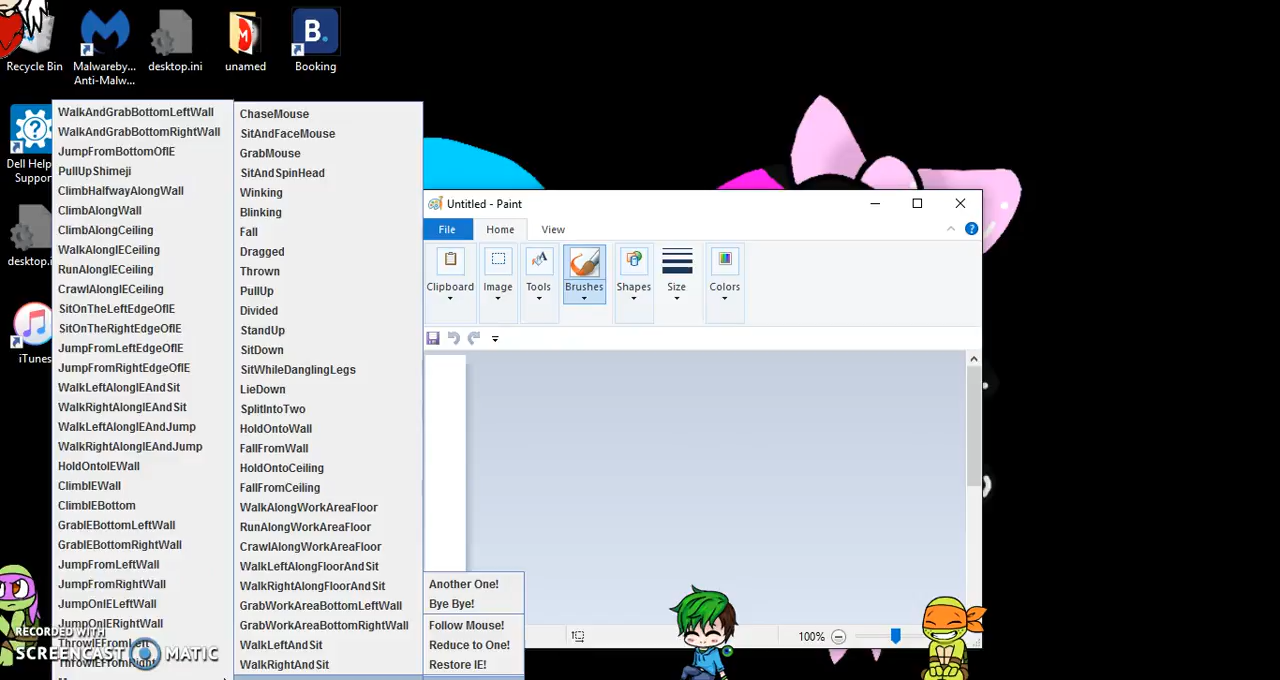 Recycle Bin
Malwareby...
Anti-Malw...
desktop.ini
unamed
B.
Booking
Dell Help
Suppor
desktop.i
iTunes
WalkAndGrabBottomLeftWall
WalkAndGrabBottomRightWall
JumpFromBottomOfIE
PullUpShimeji
ClimbHalfwayAlongWall
ClimbAlongWall
ClimbAlongCeiling
WalkAlongIECeiling
RunAlongIECeiling
CrawlAlongIECeiling
SitOnTheLeftEdgeOfIE
SitOnTheRightEdgeOfIE
JumpFromLeftEdgeOfIE
JumpFromRightEdgeOfIE
WalkLeftAlongIEAndSit
WalkRightAlongIEAndSit
WalkLeftAlongIEAndJump
WalkRightAlongIEAndJump
HoldOntoIEWall
ClimbIEWall
ClimbIEBottom
GrabIEBottomLeftWall
GrabIEBottomRightWall
JumpFromLeftWall
JumpFromRightWall
JumpOnIELeftWall
JumpOnIERightWall
ThrowIEFromLeft
ThrowIEFromRight
ChaseMouse
SitAndFaceMouse
GrabMouse
SitAndSpinHead
Winking
Blinking
Fall
Dragged
Thrown
PullUp
Divided
StandUp
SitDown
SitWhileDanglingLegs
LieDown
SplitIntoTwo
HoldOntoWall
FallFromWall
HoldOntoCeiling
FallFromCeiling
WalkAlongWorkAreaFloor
RunAlongWorkAreaFloor
CrawlAlongWorkAreaFloor
WalkLeftAlongFloorAndSit
WalkRightAlongFloorAndSit
GrabWorkAreaBottomLeftWall
GrabWorkAreaBottomRightWall
WalkLeftAndSit
WalkRightAndSit
Another One!
Bye Bye!
Follow Mouse!
Reduce to One!
Restore IE!
Untitled - Paint
File
Home
View
Clipboard
Image
Tools
Brushes
Shapes
Size
Colors
100%
RECORDED WITH
SCREENCAST MATIC